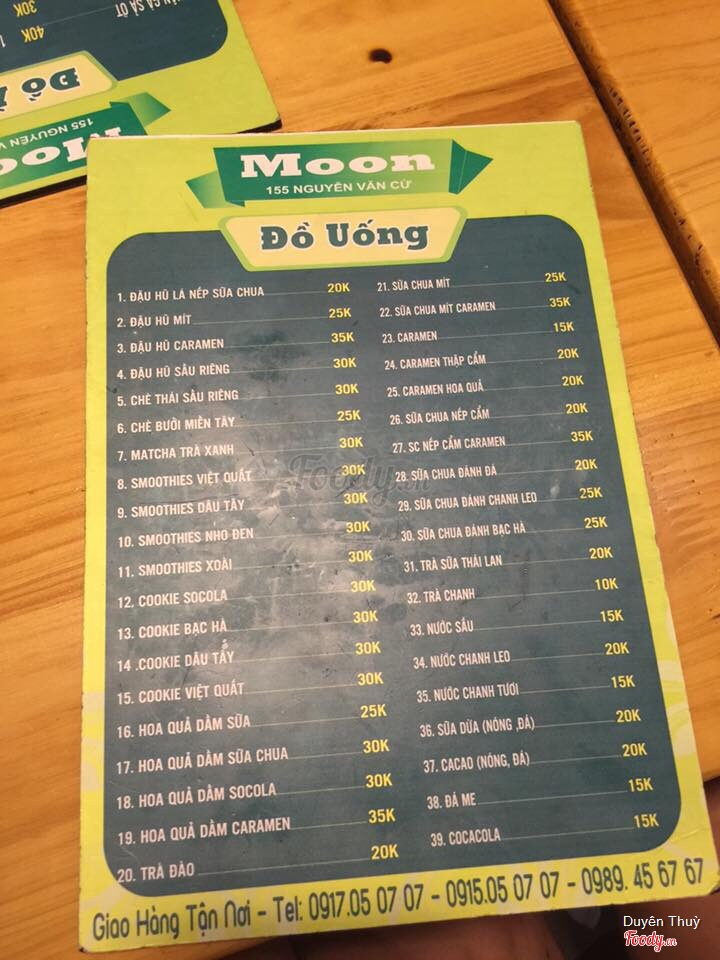 ỚT
30K
40K
ĐỒ
155 NGUYỄN
Moon
155 NGUYỄN VĂN CỪ
Đồ Uống
1. ĐẬU HŨ LÁ NẾP SỮA CHUA 20K
2. ĐẬU HŨ MÍT 25K
3. ĐẬU HŨ CARAMEN 35K
4. ĐẬU HŨ SẦU RIÊNG 30K
5. CHÈ THÁI SẦU RIÊNG 30K
6. CHÈ BƯỞI MIỀN TÂY 25K
7. MATCHA TRÀ XANH 30K
8. SMOOTHIES VIỆT QUẤT 30K
9. SMOOTHIES DÂU TÂY 30K
10. SMOOTHIES NHO ĐEN 30K
11. SMOOTHIES XOÀI 30K
12. COOKIE SOCOLA 30K
13. COOKIE BẠC HÀ 30K
14 .COOKIE DÂU TẤY 30K
15. COOKIE VIỆT QUẤT 30K
16. HOA QUẢ DẦM SỮA 25K
17. HOA QUẢ DẦM SỮA CHUA 30K
18. HOA QUẢ DẦM SOCOLA 30K
19. HOA QUẢ DẦM CARAMEN 35K
20. TRÀ ĐÀO 20K
21. SỮA CHUA MÍT 25K
22. SỮA CHUA MÍT CARAMEN 35K
23. CARAMEN 15K
24. CARAMEN THẬP CẨM 20K
25. CARAMEN HOA QUẢ 20K
26. SỮA CHUA NẾP CẨM 20K
27. SC NẾP CẨM CARAMEN 35K
28. SỮA CHUA ĐÁNH ĐÁ 20K
29. SỮA CHUA ĐÁNH CHANH LEO 25K
30. SỮA CHUA ĐÁNH BẠC HÀ 25K
31. TRÀ SỮA THÁI LAN 20K
32. TRÀ CHANH 10K
33. NƯỚC SẤU 15K
34. NƯỚC CHANH LEO 20K
35. NƯỚC CHANH TƯƠI 15K
36. SỮA DỪA (NÓNG ,ĐÁ) 20K
37. CACAO (NÓNG, ĐÁ) 20K
38. ĐÁ ME 15K
39. COCACOLA 15K
Giao Hàng Tận Nơi - Tel: 0917.05 07 07 - 0915.05 07 07 - 0989. 45 67 67
Foody.vn
Duyên Thuỳ
Foody.vn